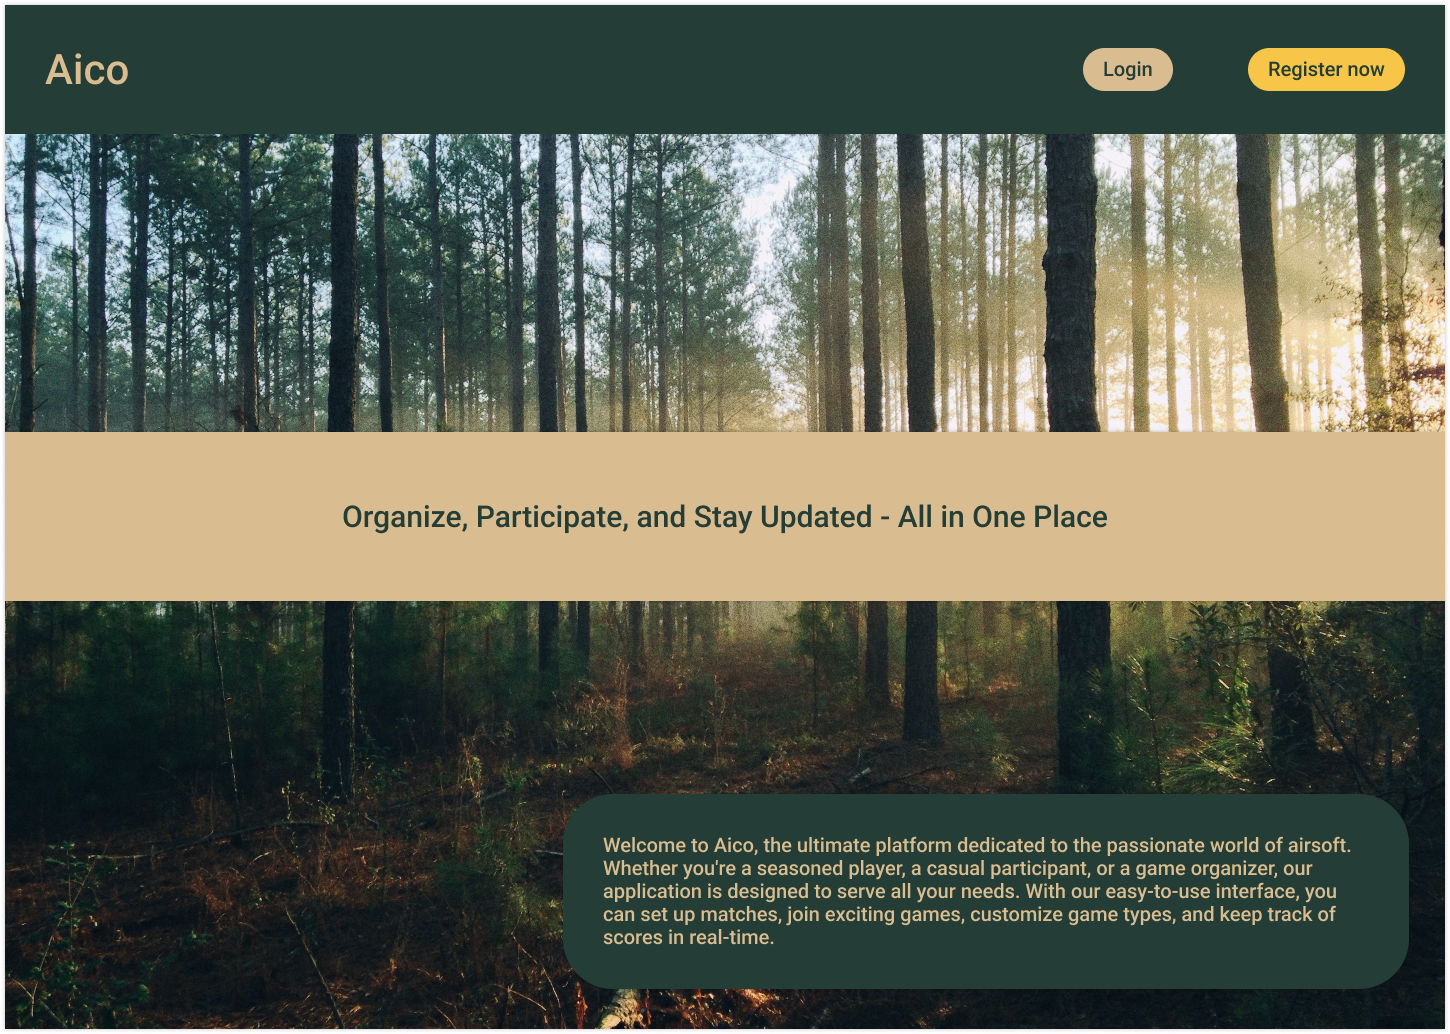 Aico
Login
Register now
Organize, Participate, and Stay Updated - All in One Place
Welcome to Aico, the ultimate platform dedicated to the passionate world of airsoft.
Whether you're a seasoned player, a casual participant, or a game organizer, our
application is designed to serve all your needs. With our easy-to-use interface, you
can set up matches, join exciting games, customize game types, and keep track of
scores in real-time.